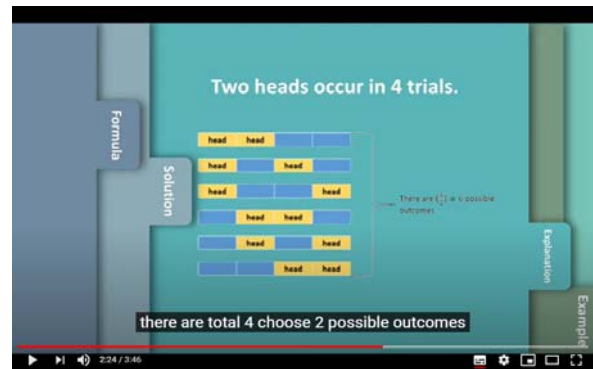 Two heads occur in 4 trials.
Formula
Solution
head head
head head
head head
head head
head head
head head
There are (4 2) = 6 possible
outcomes
Explanation
Example
there are total 4 choose 2 possible outcomes
2:24 / 3:46